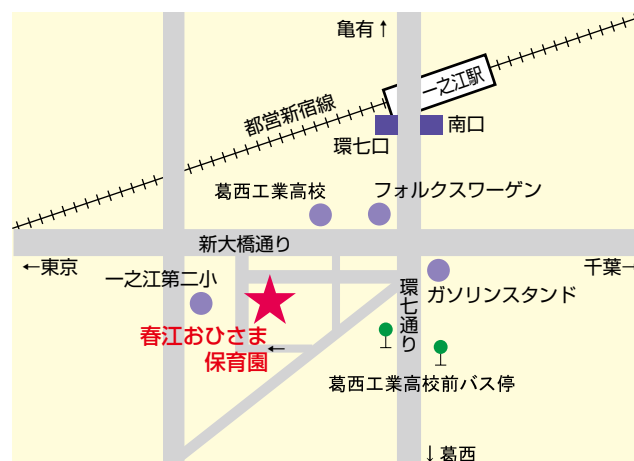 亀有↑
一之江駅
都営新宿線
南口
環七口
葛西工業高校
フォルクスワーゲン
新大橋通り
←東京
千葉→
一之江第二小
ガソリンスタンド
環七通り
春江おひさま
保育園
←
葛西工業高校前バス停
↓葛西